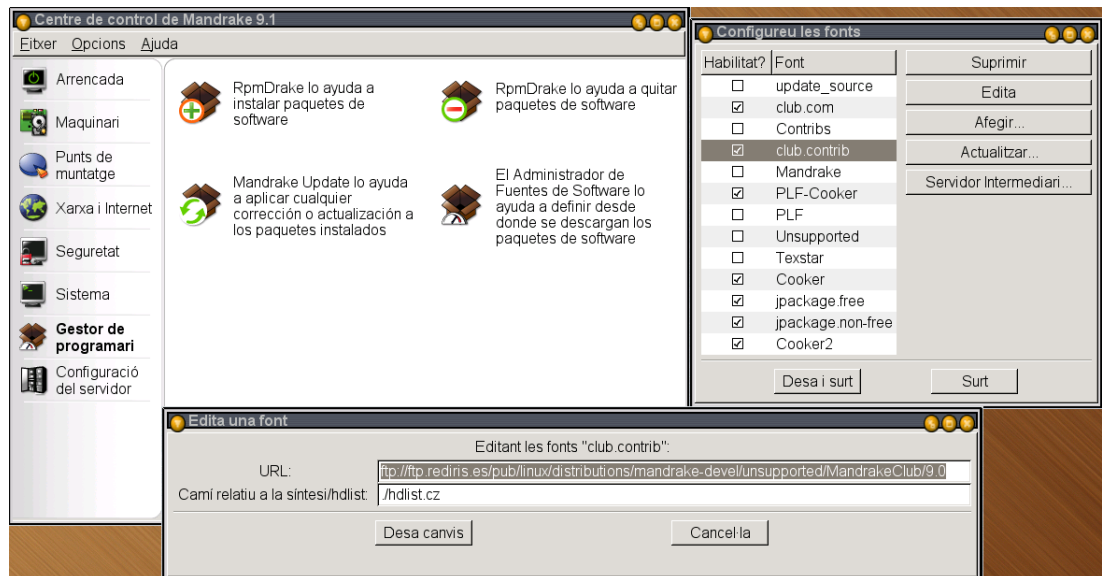 Centre de control de Mandrake 9.1
Eitxer Opcions Ajuda
Arrencada
Maquinari
Punts de
muntatge
Xarxa i Internet
Seguretat
Sistema
Gestor de
programari
Configuració
del servidor
RpmDrake lo ayuda a
instalar paquetes de
software
RpmDrake lo ayuda a quitar
paquetes de software
Mandrake Update lo ayuda
a aplicar cualquier
corrección o actualización a
los paquetes instalados
El Administrador de
Fuentes de Software lo
ayuda a definir desde
donde se descargan los
paquetes de software
Configureu les fonts
Habilitat? Font
update_source
club.com
Contribs
club.contrib
Mandrake
PLF-Cooker
PLF
Unsupported
Texstar
Cooker
jpackage.free
jpackage.non-free
Cooker2
Suprimir
Edita
Afegir...
Actualitzar...
Servidor Intermediari...
Desa i surt Surt
Edita una font
Editant les fonts "club.contrib":
URL: ftp://ftp.rediris.es/pub/linux/distributions/mandrake-devel/unsupported/MandrakeClub/9.0
Camí relatiu a la síntesi/hdlist: ./hdlist.cz
Desa canvis Cancel·la